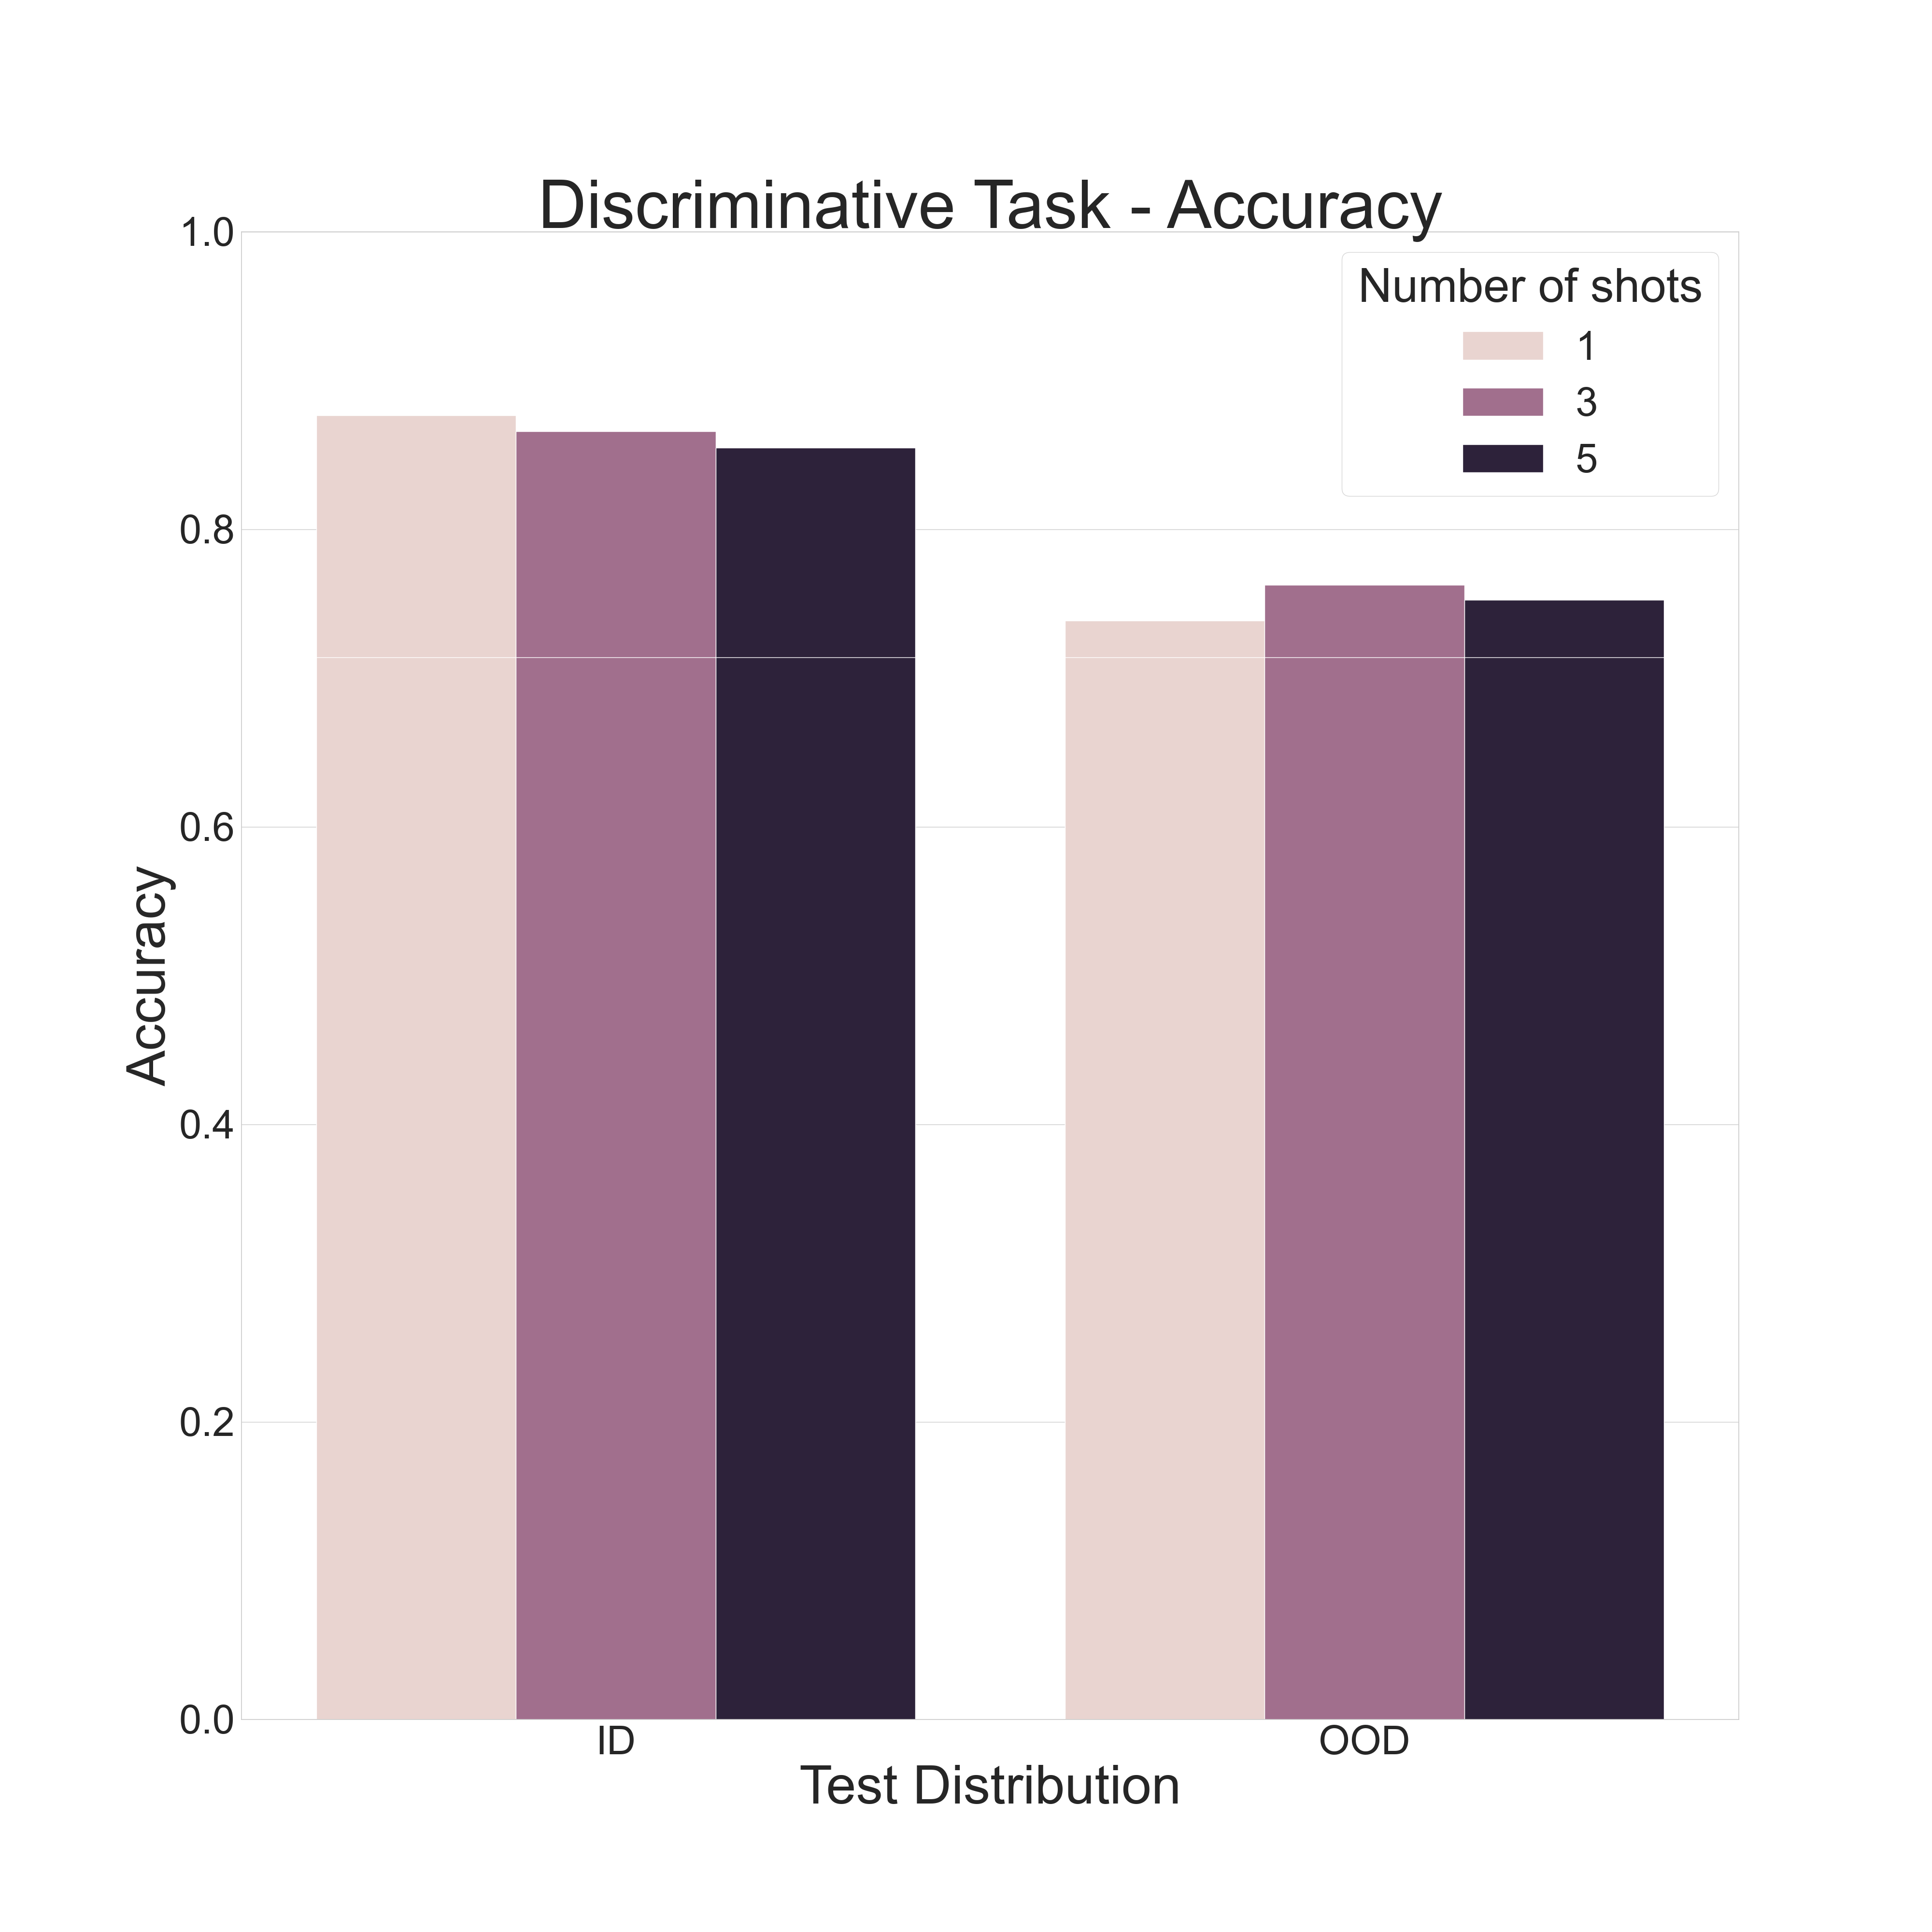 Discriminative Task - Accuracy
Number of shots
1
3
5
1.0
0.8
0.6
0.4
0.2
0.0
Accuracy
ID
OOD
Test Distribution